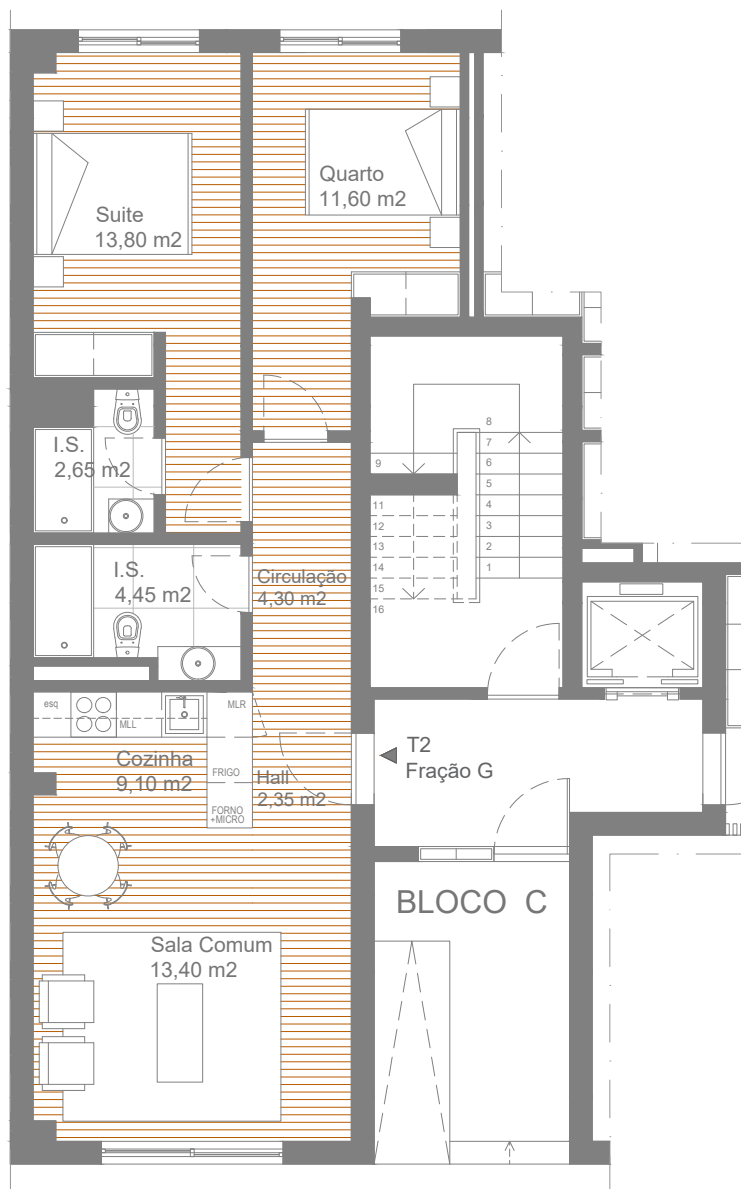 Quarto
11,60 m2
Suite
13,80 m2
I.S.
2,65 m2
8
7
9
6
5
11
4
12
3
13
2
14
1
15
16
I.S.
4,45 m2
Circulação
4,30 m2
esq
MLL
MLR
Cozinha
9,10 m2
FRIGO
Hall
2,35 m2
FORNO
+MICRO
T2
Fração G
BLOCO C
Sala Comum
13,40 m2